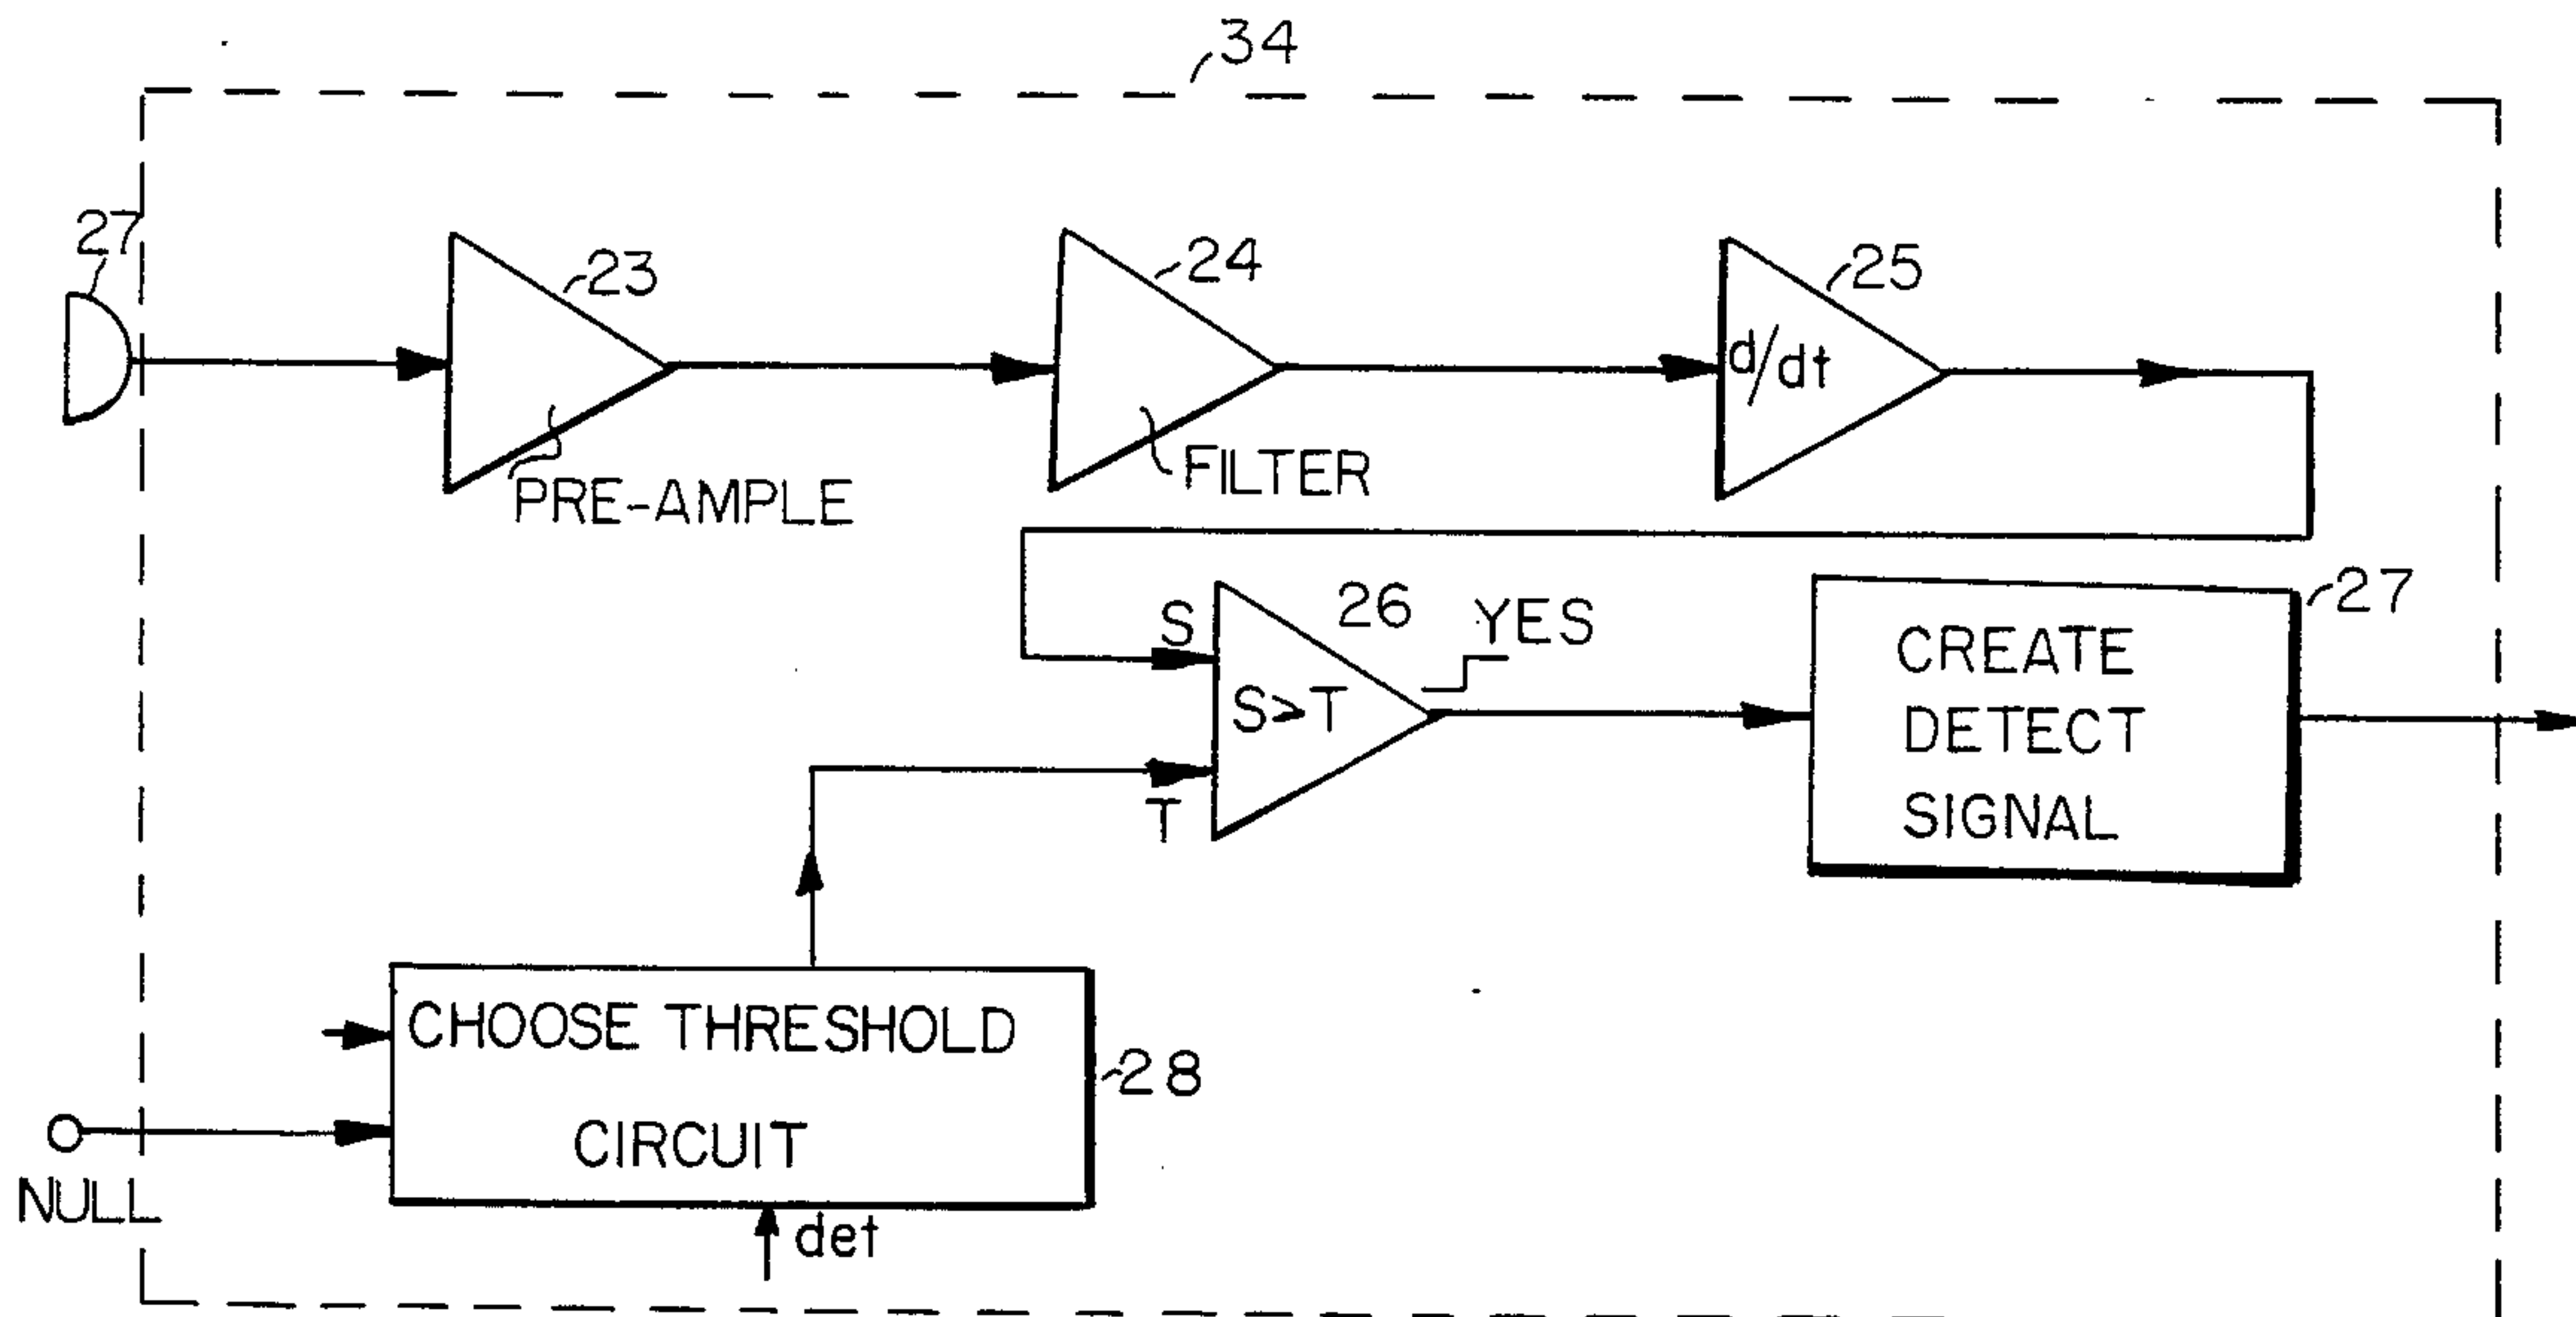 34
27
23
24
25
d/dt
PRE-AMPLE
FILTER
S
26
YES
27
S>T
CREATE
DETECT
SIGNAL
T
CHOOSE THRESHOLD
CIRCUIT
28
NULL
det